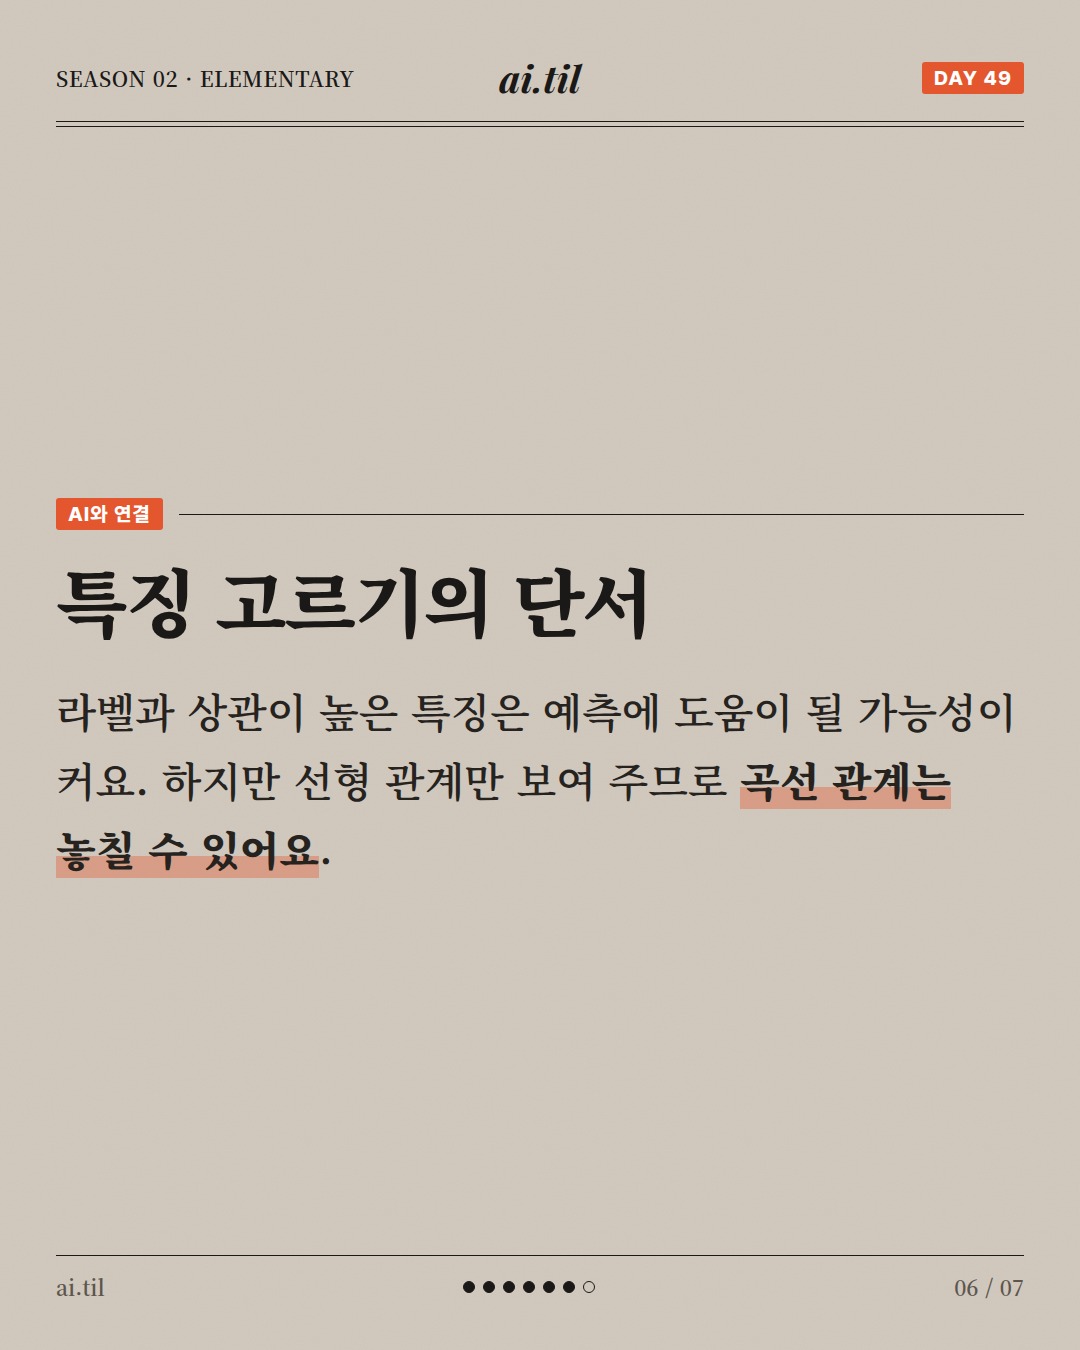 SEASON 02 · ELEMENTARY
ai.til
DAY 49
AI와 연결
특징 고르기의 단서
라벨과 상관이 높은 특징은 예측에 도움이 될 가능성이
커요. 하지만 선형 관계만 보여 주므로 곡선 관계는
놓칠 수 있어요.
ai.til
06 / 07